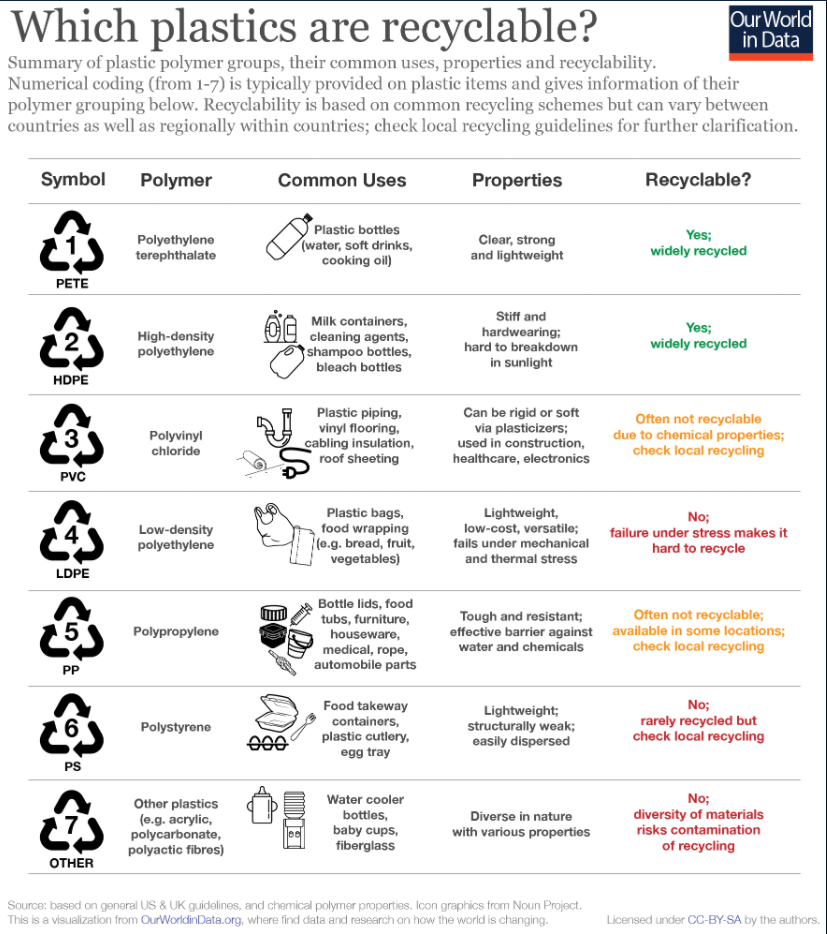 Which plastics are recyclable?
Our World
in Data
Summary of plastic polymer groups, their common uses, properties and recyclability.
Numerical coding (from 1-7) is typically provided on plastic items and gives information of their
polymer grouping below. Recyclability is based on common recycling schemes but can vary between
countries as well as regionally within countries; check local recycling guidelines for further clarification.
Symbol
Polymer
Common Uses
Properties
Recyclable?
1
PETE
Polyethylene
terephthalate
Plastic bottles
(water, soft drinks,
cooking oil)
Clear, strong
and lightweight
Yes;
widely recycled
2
HDPE
High-density
polyethylene
Milk containers,
cleaning agents,
shampoo bottles,
bleach bottles
Stiff and
hardwearing;
hard to breakdown
in sunlight
Yes;
widely recycled
3
PVC
Polyvinyl
chloride
Plastic piping,
vinyl flooring,
cabling insulation,
roof sheeting
Can be rigid or soft
via plasticizers;
used in construction,
healthcare, electronics
Often not recyclable
due to chemical properties;
check local recycling
4
LDPE
Low-density
polyethylene
Plastic bags,
food wrapping
(e.g. bread, fruit,
vegetables)
Lightweight,
low-cost, versatile;
fails under mechanical
and thermal stress
No;
failure under stress makes it
hard to recycle
5
PP
Polypropylene
Bottle lids, food
tubs, furniture,
houseware,
medical, rope,
automobile parts
Tough and resistant;
effective barrier against
water and chemicals
Often not recyclable;
available in some locations;
check local recycling
6
PS
Polystyrene
Food takeway
containers,
plastic cutlery,
egg tray
Lightweight;
structurally weak;
easily dispersed
No;
rarely recycled but
check local recycling
7
OTHER
Other plastics
(e.g. acrylic,
polycarbonate,
polyactic fibres)
Water cooler
bottles,
baby cups,
fiberglass
Diverse in nature
with various properties
No;
diversity of materials
risks contamination
of recycling
Source: based on general US & UK guidelines, and chemical polymer properties. Icon graphics from Noun Project.
This is a visualization from OurWorldinData.org, where find data and research on how the world is changing.
Licensed under CC-BY-SA by the authors.